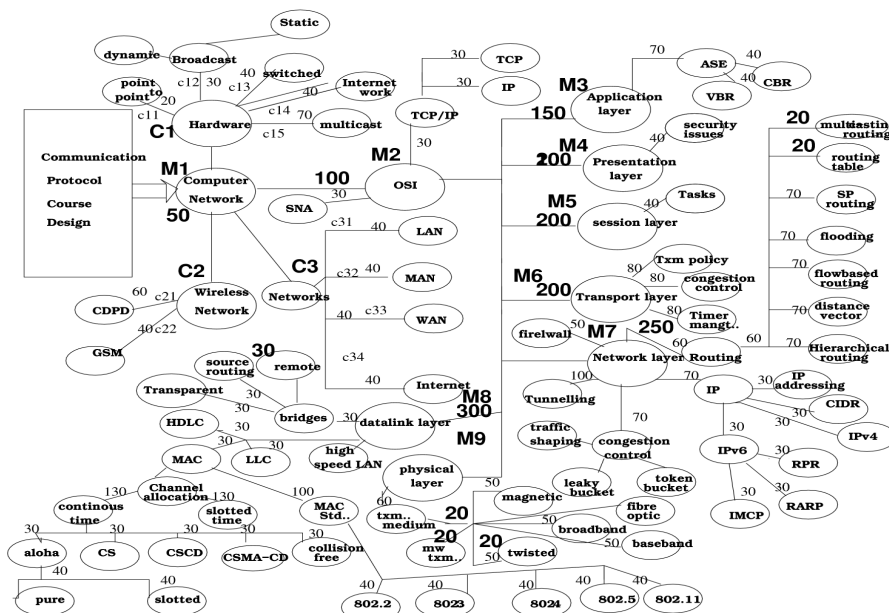 Static
dynamic
Broadcast
c12
30
40
c13
switched
point to
point
20
c11
40
Internet
work
c14
Hardware
70
multicast
c15
C1
Communication
Protocol
Course
Design
M1
50
Computer
Network
100
M2
OSI
30
SNA
TCP/IP
30
30
TCP
30
IP
M3
150
Application
layer
70
ASE
40
CBR
40
VBR
M4
200
Presentation
layer
40
security
issues
M5
200
session layer
40
Tasks
M6
200
Transport layer
80
Txm policy
80
congestion
control
80
Timer
mangt..
M7
250
Network layer
50
firelwall
100
Tunnelling
60
Routing
60
20
multicasting
routing
20
routing
table
70
SP
routing
70
flooding
70
flowbased
routing
70
distance
vector
70
Hierarchical
routing
70
IP
30
IP
addressing
30
CIDR
30
IPv4
30
IPv6
30
RPR
30
RARP
30
IMCP
70
congestion
control
traffic
shaping
leaky
bucket
token
bucket
C2
Wireless
Network
60
c21
CDPD
40
c22
GSM
C3
Networks
c31
40
LAN
c32
40
MAN
40
c33
WAN
c34
40
Internet
M8
300
datalink layer
30
bridges
source
routing
30
30
remote
Transparent
30
high
speed LAN
HDLC
30
30
LLC
30
MAC
130
continous
time
Channel
allocation
130
slotted
time
100
MAC
Std..
30
aloha
30
CS
30
CSCD
30
CSMA-CD
30
collision
free
40
pure
40
slotted
40
802.2
40
8023
40
8024
40
802.5
40
802.11
M9
physical
layer
60
txm..
medium
50
magnetic
20
20
mw
txm..
20
50
twisted
50
fibre
optic
broadband
50
baseband